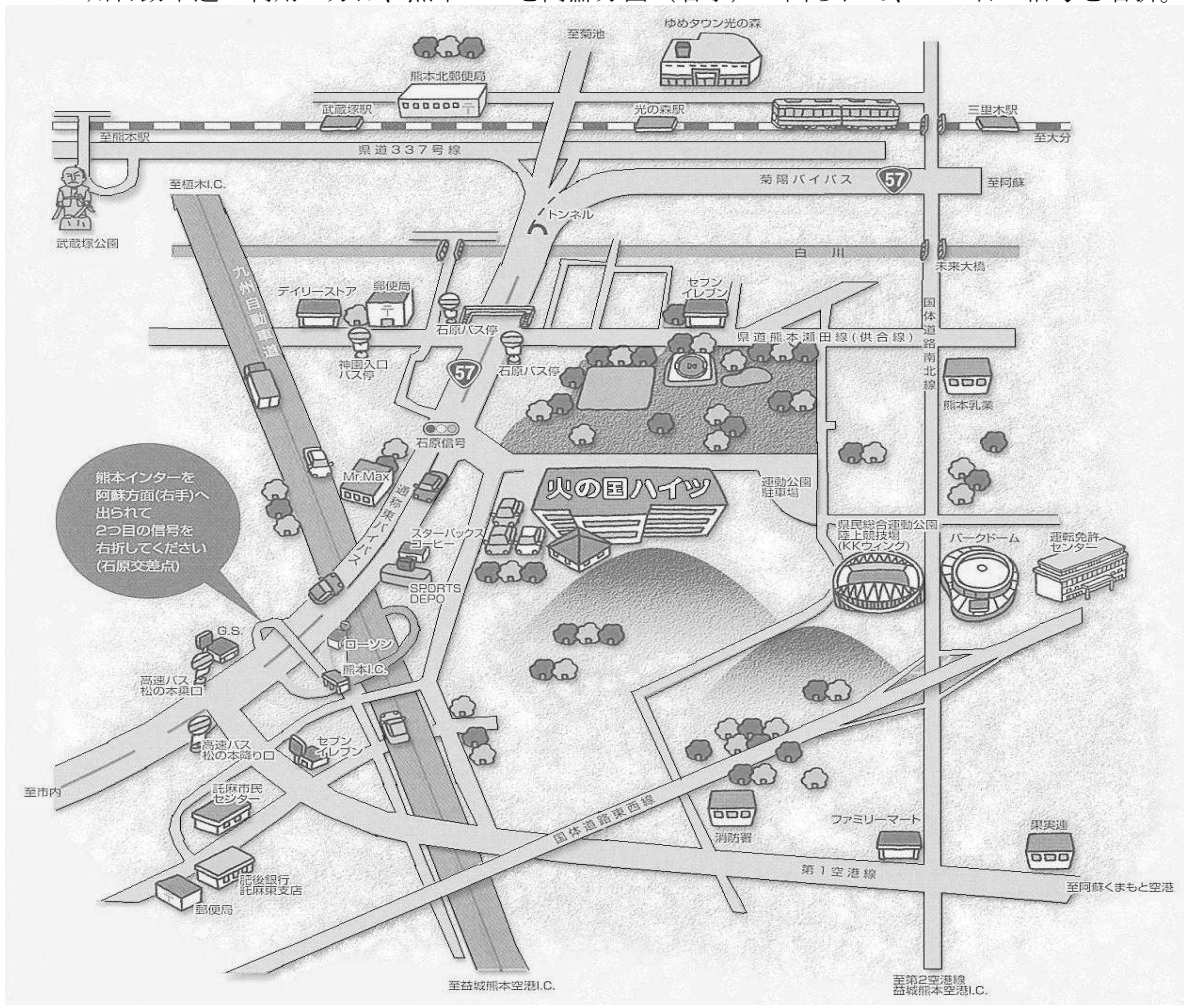 ゆめタウン光の森
至菊池
熊本北郵便局
武蔵塚駅
光の森駅
三里木駅
至熊本駅
至大分
県道337号線
菊陽バイパス
57
至阿蘇
至植木I.C.
トンネル
武蔵塚公園
白川
未来大橋
九州自動車道
デイリーストア
郵便局
セブン
イレブン
石原バス停
県道熊本瀬田線(供合線)
国体道路南北線
神園入口
バス停
57
石原バス停
熊本乳業
石原信号
熊本インターを
阿蘇方面(右手)へ
出られて
2つ目の信号を
右折してください
(石原交差点)
Mr.Max
通称東バイパス
火の国ハイツ
運動公園
駐車場
スターバックス
コーヒー
県民総合運動公園
陸上競技場
(KKウィング)
パークドーム
運転免許
センター
SPORTS
DEPO
G.S.
ローソン
熊本I.C.
高速バス
松の本乗口
高速バス
松の本降り口
セブン
イレブン
至市内
託麻市民
センター
国体道路東西線
消防署
ファミリーマート
果実連
第1空港線
肥後銀行
託麻東支店
至阿蘇くまもと空港
郵便局
至益城熊本空港I.C.
至第2空港線
益城熊本空港I.C.